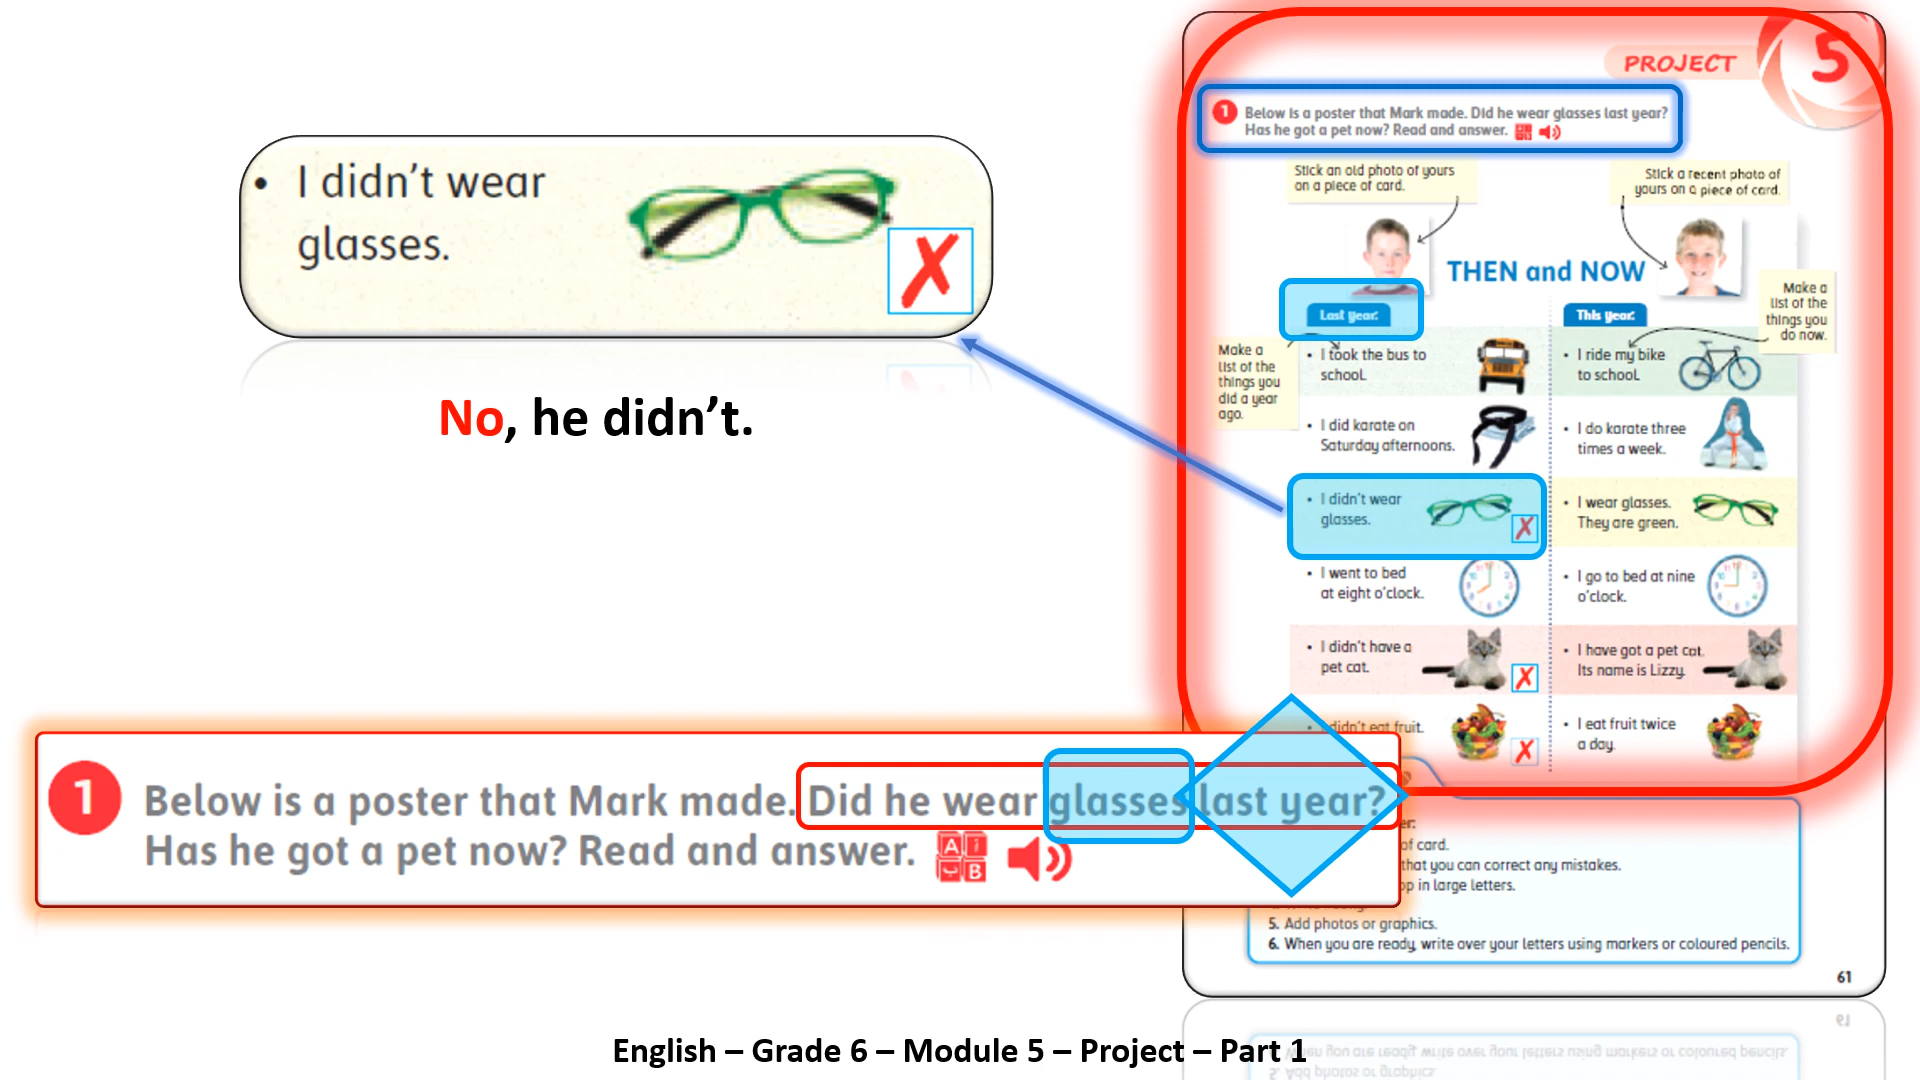 • I didn't wear
glasses.
No, he didn't.
PROJECT 5
1 Below is a poster that Mark made. Did he wear glasses last year?
Has he got a pet now? Read and answer.
Stick an old photo of yours
on a piece of card.
Stick a recent photo of
yours on a piece of card.
THEN and NOW
Make a
list of the
things you
do now.
Last year:
This year:
Make a
list of the
things you
did a year
ago.
• I took the bus to
school.
• I ride my bike
to school.
• I did karate on
Saturday afternoons.
• I do karate three
times a week.
• I didn't wear
glasses.
• I wear glasses.
They are green.
• I went to bed
at eight o'clock.
• I go to bed at nine
o'clock.
• I didn't have a
pet cat.
• I have got a pet cat.
Its name is Lizzy.
didn't eat fruit.
• I eat fruit twice
a day.
1 Below is a poster that Mark made. Did he wear glasses last year?
Has he got a pet now? Read and answer.
of card.
that you can correct any mistakes.
in large letters.
5. Add photos or graphics.
6. When you are ready, write over your letters using markers or coloured pencils.
61
English – Grade 6 – Module 5 – Project – Part 1